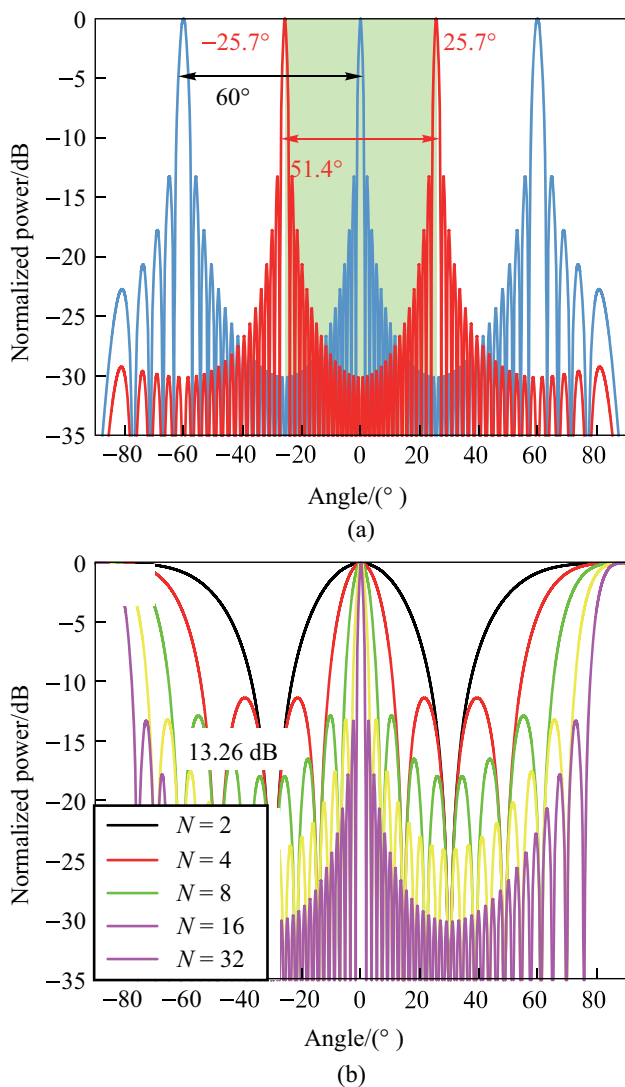 0
−5
−10
−15
−20
−25
−30
−35
Normalized power/dB
−25.7°
25.7°
60°
51.4°
−80 −60 −40 −20 0 20 40 60 80
Angle/(° )
(a)
0
−5
−10
−15
−20
−25
−30
−35
Normalized power/dB
13.26 dB
N = 2
N = 4
N = 8
N = 16
N = 32
−80 −60 −40 −20 0 20 40 60 80
Angle/(° )
(b)